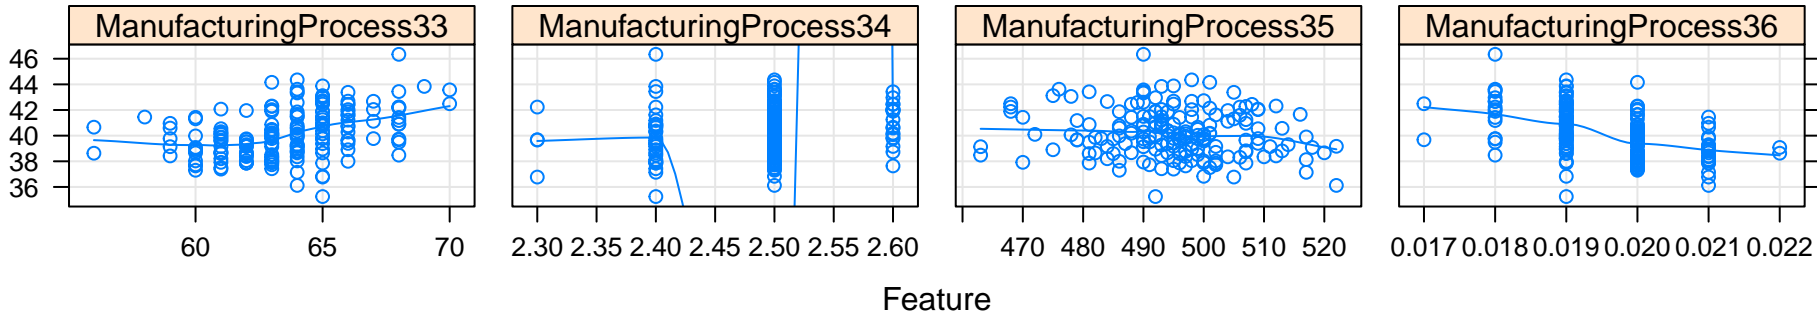 ManufacturingProcess33 ManufacturingProcess34 ManufacturingProcess35 ManufacturingProcess36
46
44
42
40
38
36
60 65 70 2.30 2.35 2.40 2.45 2.50 2.55 2.60 470 480 490 500 510 520 0.017 0.018 0.019 0.020 0.021 0.022
Feature